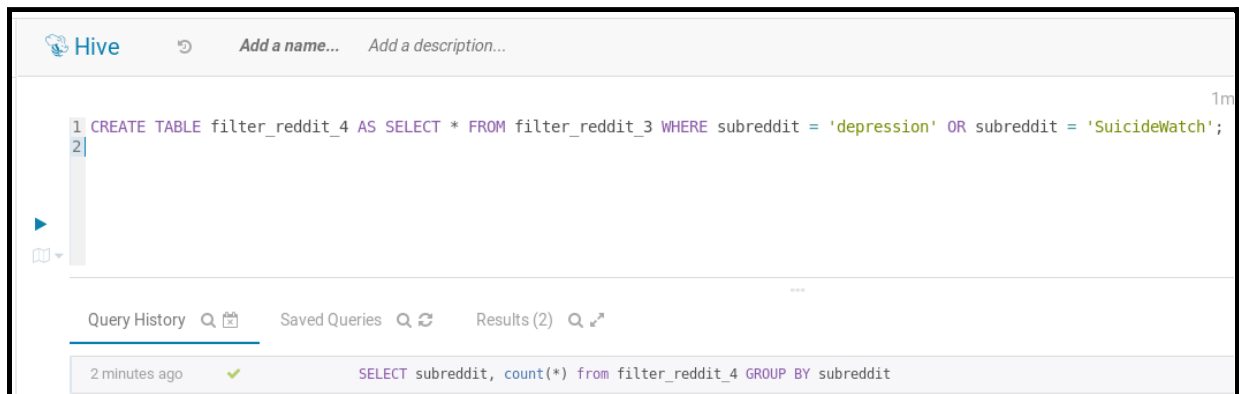 Hive Add a name... Add a description...
1m
1 CREATE TABLE filter_reddit_4 AS SELECT * FROM filter_reddit_3 WHERE subreddit = 'depression' OR subreddit = 'SuicideWatch';
2
Query History Saved Queries Results (2)
2 minutes ago SELECT subreddit, count(*) from filter_reddit_4 GROUP BY subreddit